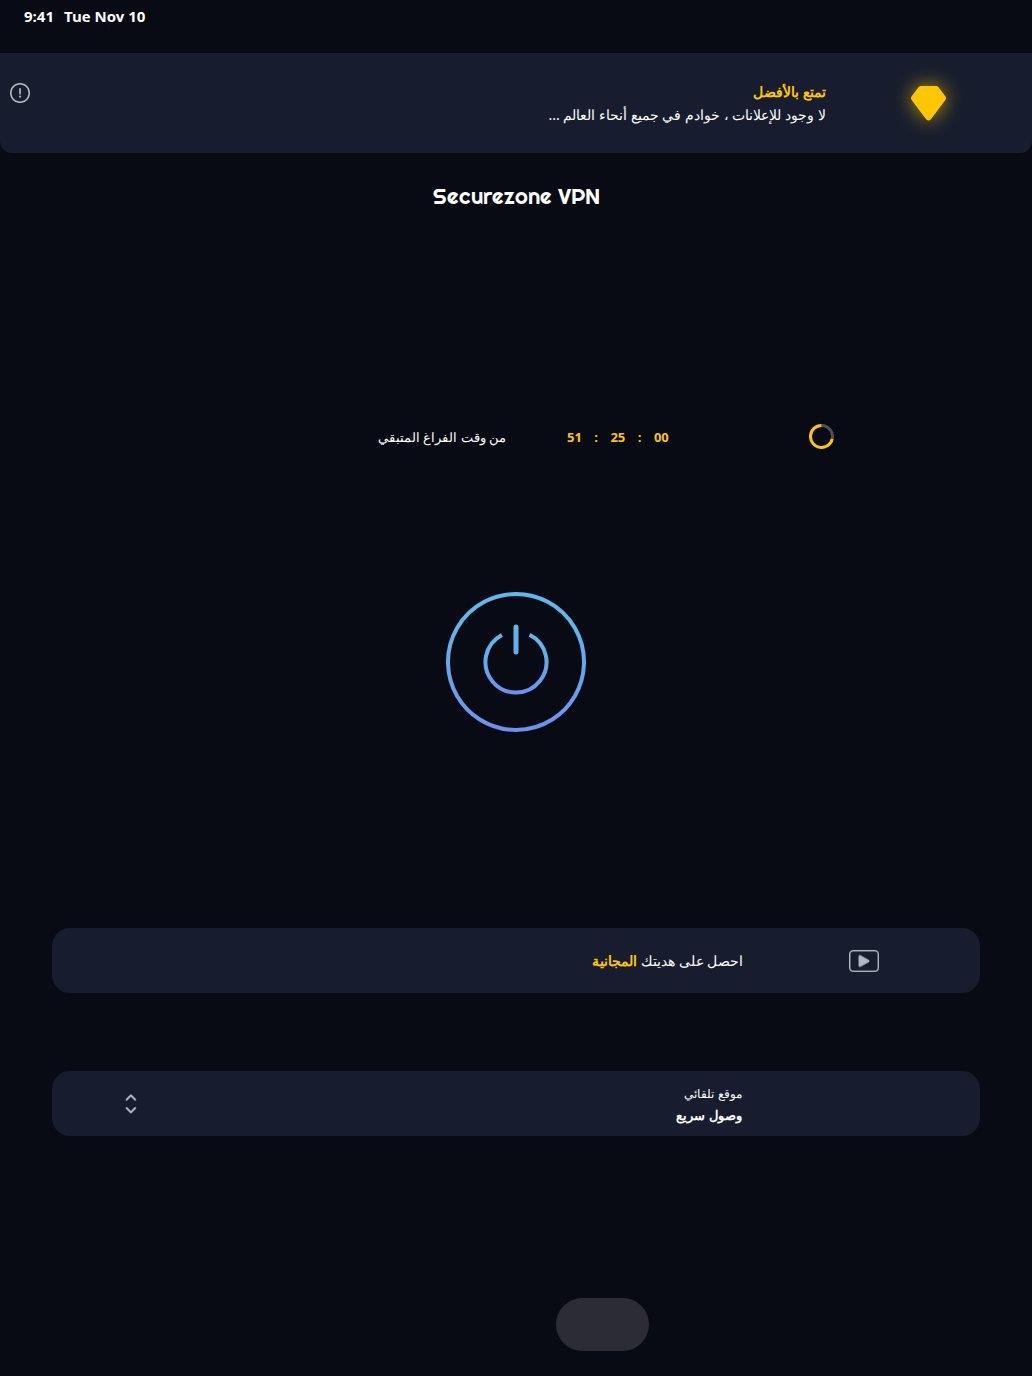 9:41 Tue Nov 10
تمتع بالأفضل
لا وجود للإعلانات ، خوادم في جميع أنحاء العالم ...
Securezone VPN
00 : 25 : 51 من وقت الفراغ المتبقي
احصل على هديتك المجانية
موقع تلقائي
وصول سريع